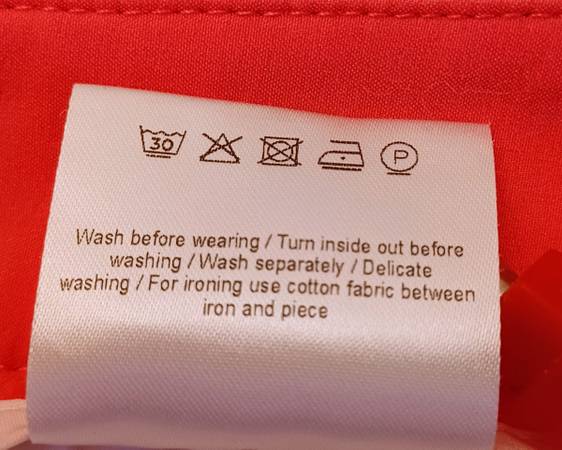 30 P
Wash before wearing / Turn inside out before
washing / Wash separately / Delicate
washing / For ironing use cotton fabric between
iron and piece